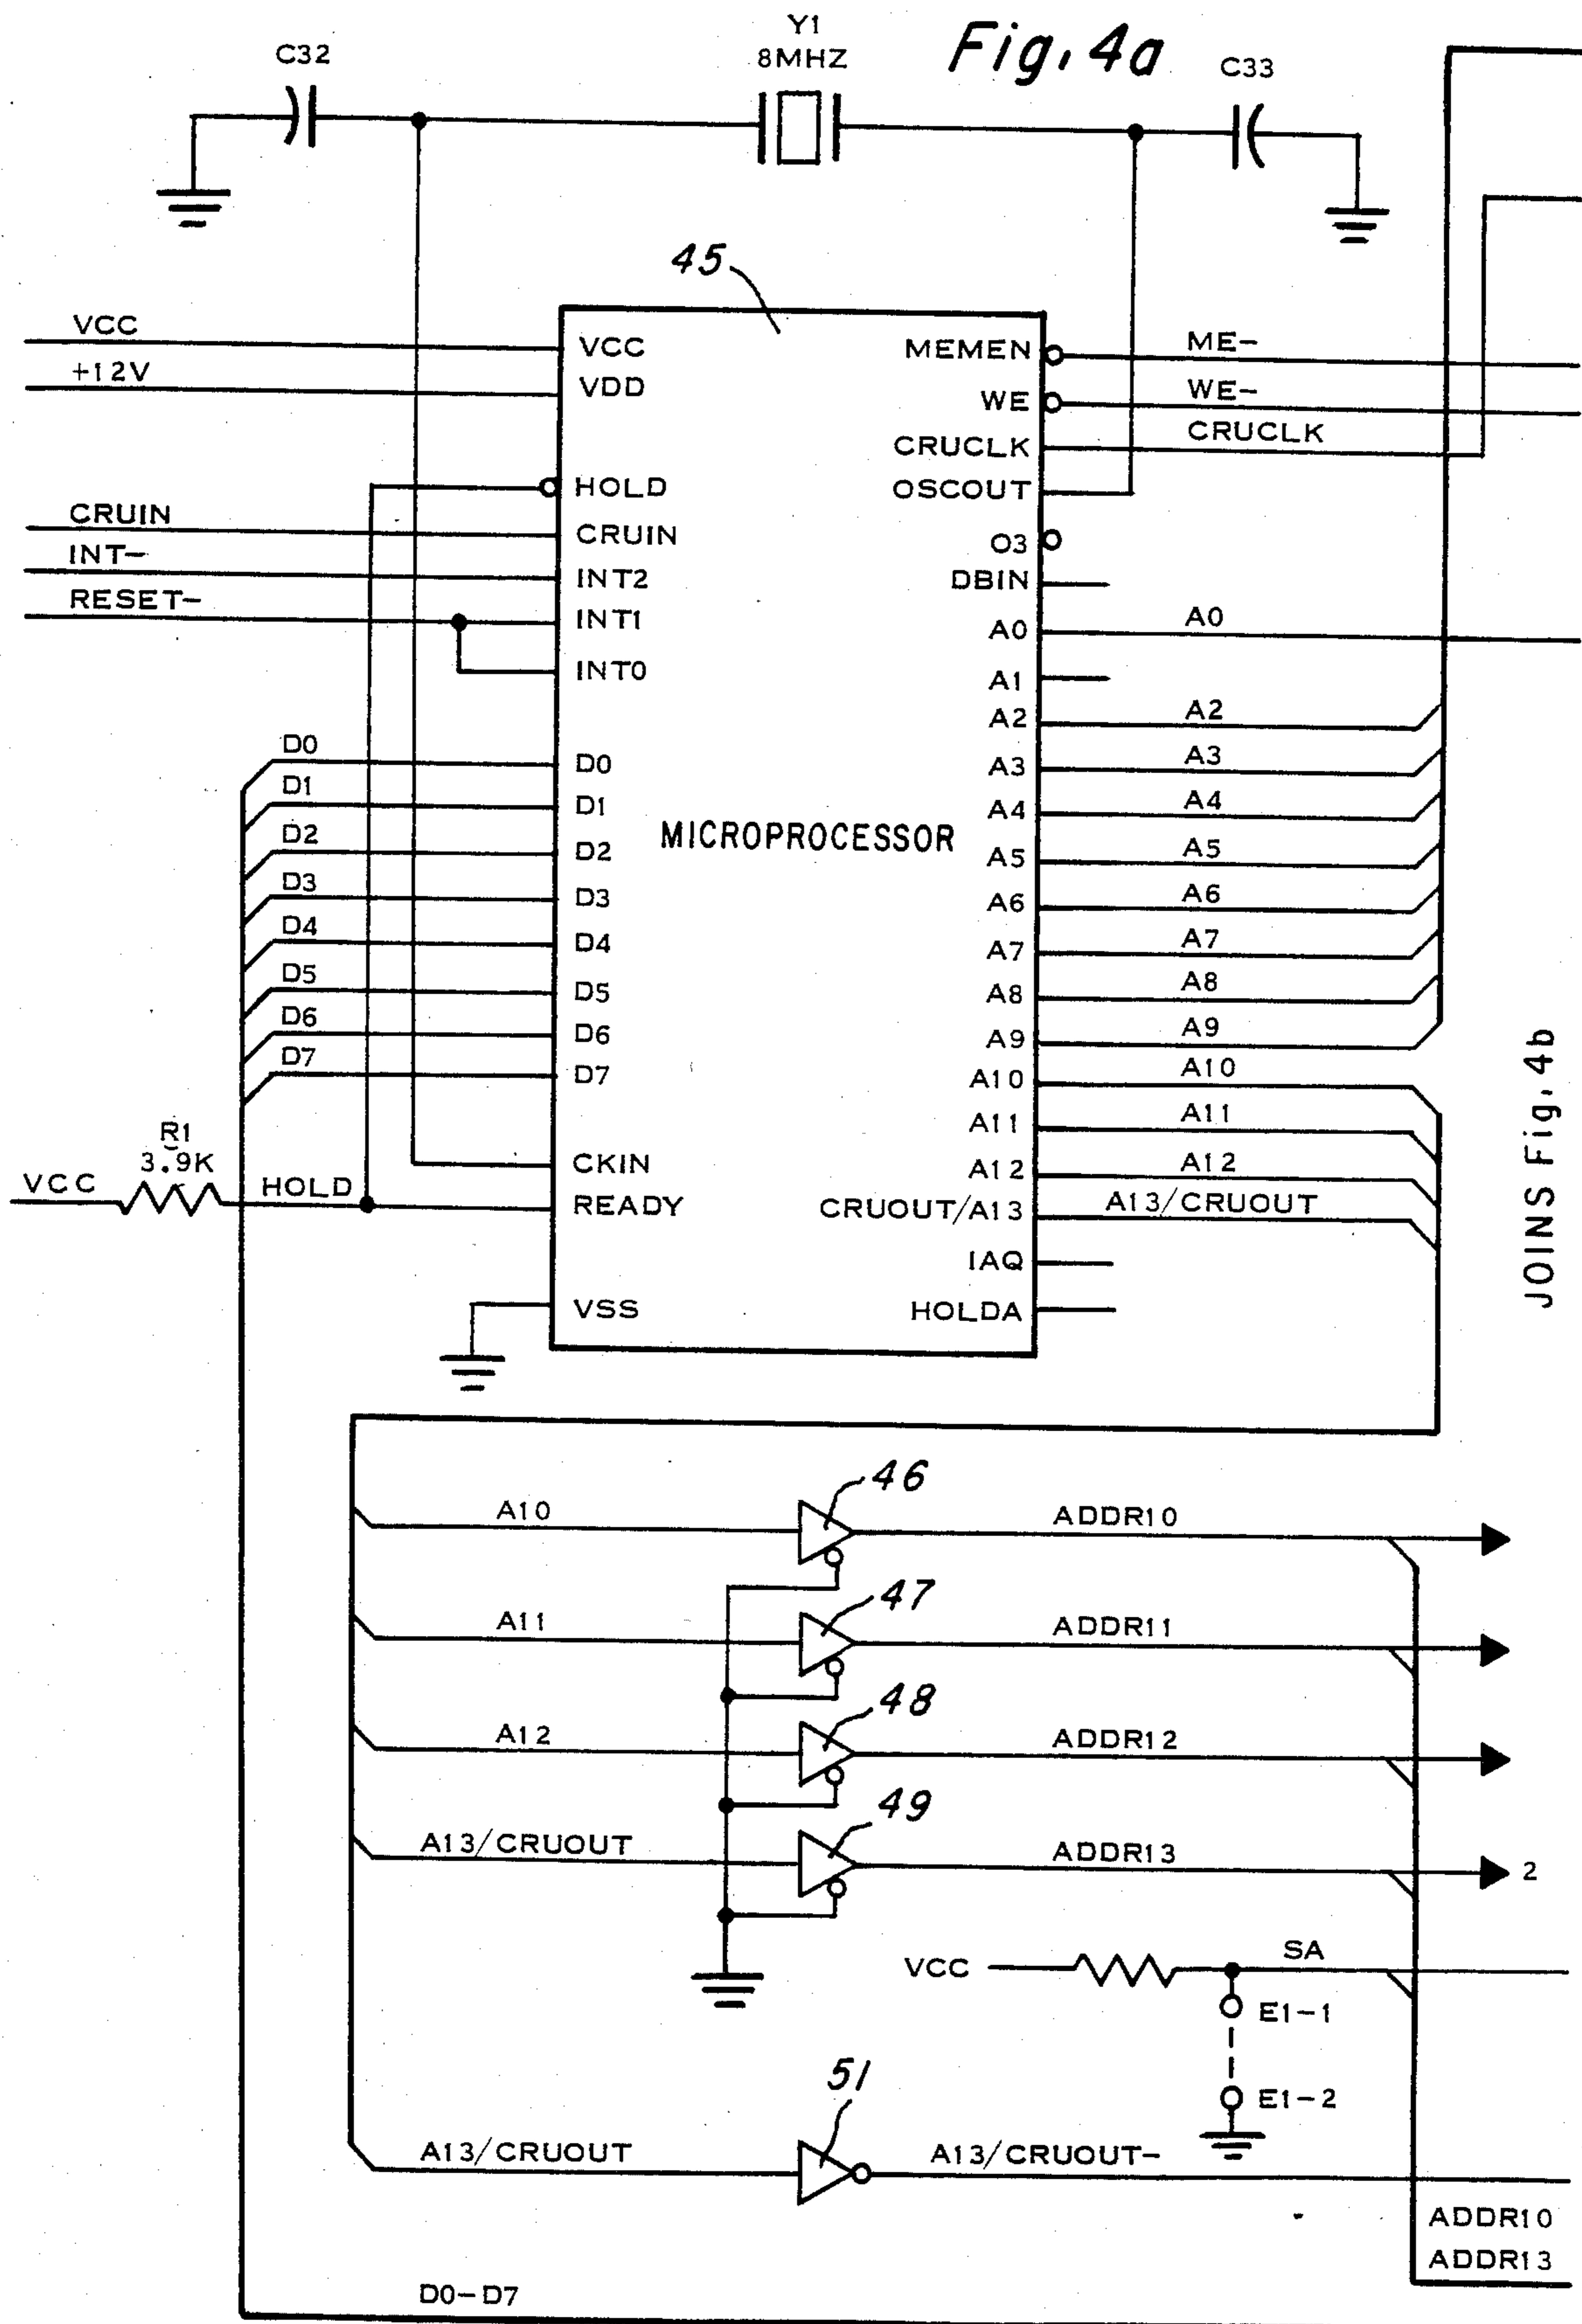 Fig. 4a
C32
Y1
8MHZ
C33
45
VCC
+12V
CRUIN
INT-
RESET-
VCC
VDD
HOLD
CRUIN
INT2
INT1
INT0
D0
D1
D2
D3
D4
D5
D6
D7
D0
D1
D2
D3
D4
D5
D6
D7
CKIN
READY
VSS
MICROPROCESSOR
R1
3.9K
VCC
HOLD
MEMEN
WE
CRUCLK
OSCOUT
O3
DBIN
A0
A1
A2
A3
A4
A5
A6
A7
A8
A9
A10
A11
A12
CRUOUT/A13
IAQ
HOLDA
ME-
WE-
CRUCLK
A0
A2
A3
A4
A5
A6
A7
A8
A9
A10
A11
A12
A13/CRUOUT
JOINS Fig. 4b
A10
46
ADDR10
A11
47
ADDR11
A12
48
ADDR12
A13/CRUOUT
49
ADDR13
2
VCC
SA
E1-1
E1-2
A13/CRUOUT
51
A13/CRUOUT-
ADDR10
ADDR13
D0-D7